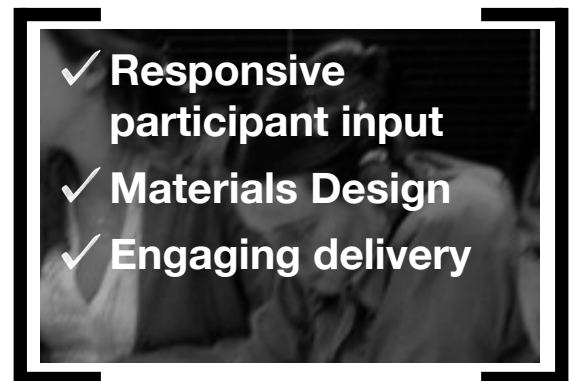 ✓ Responsive
participant input
✓ Materials Design
✓ Engaging delivery